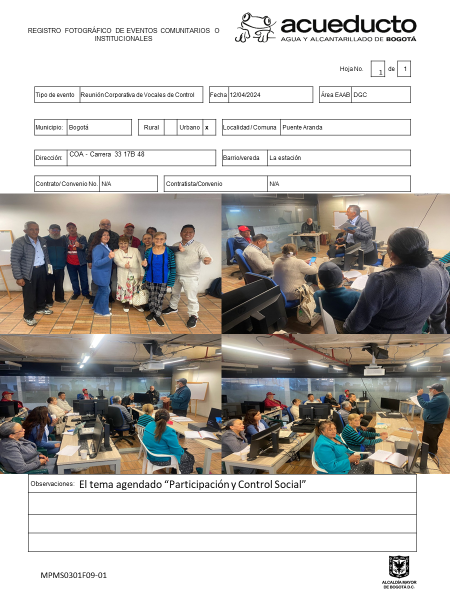 REGISTRO FOTOGRÁFICO DE EVENTOS COMUNITARIOS O
INSTITUCIONALES
acueducto
AGUA Y ALCANTARILLADO DE BOGOTÁ
Hoja No. 1 de 1
Tipo de evento Reunión Corporativa de Vocales de Control Fecha 12/04/2024 Área EAAB DGC
Municipio: Bogotá Rural Urbano x Localidad / Comuna Puente Aranda
Dirección: COA - Carrera 33 17B 48 Barrio/vereda La estación
Contrato/Convenio No. N/A Contratista/Convenio N/A
Observaciones: El tema agendado “Participación y Control Social”
MPMS0301F09-01
ALCALDÍA MAYOR
DE BOGOTÁ D.C.